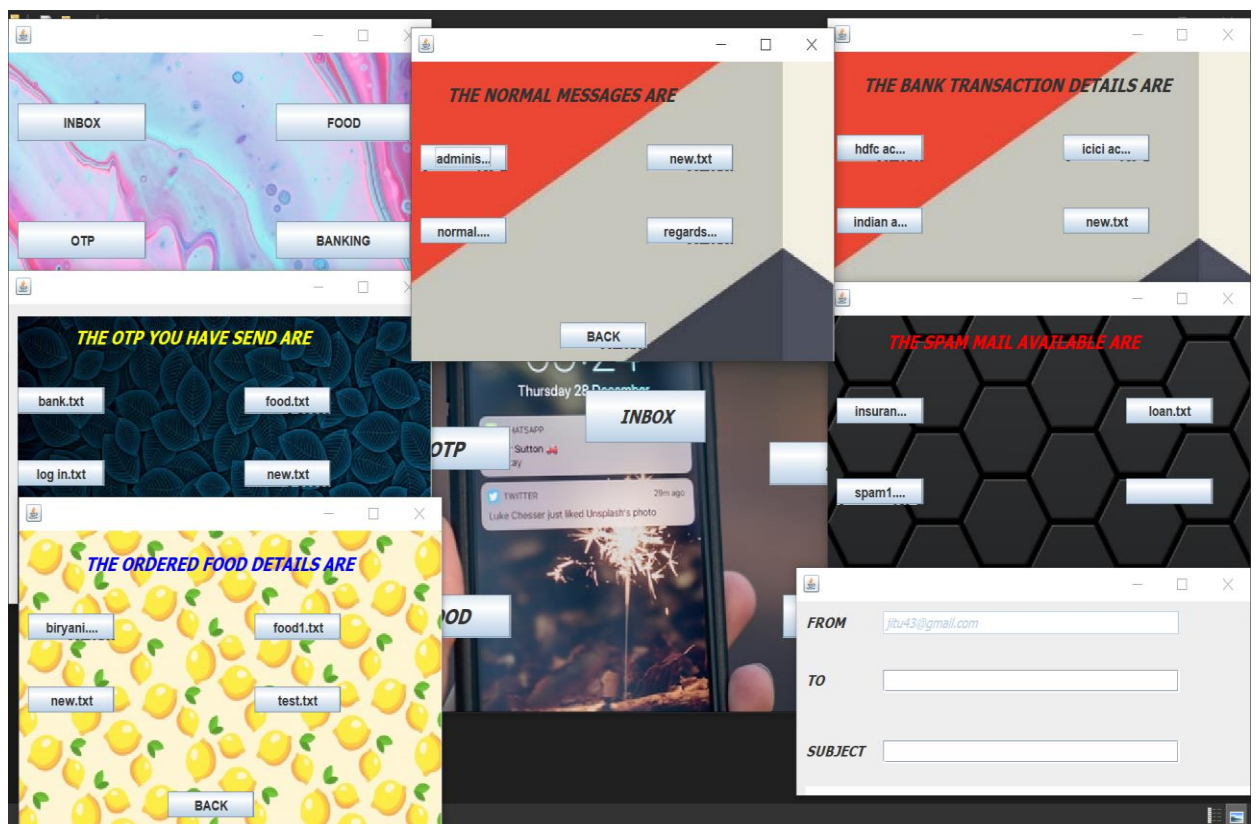 INBOX
FOOD
OTP
BANKING
THE NORMAL MESSAGES ARE
adminis...
new.txt
normal....
regards...
BACK
THE BANK TRANSACTION DETAILS ARE
hdfc ac...
icici ac...
indian a...
new.txt
THE OTP YOU HAVE SEND ARE
bank.txt
food.txt
log in.txt
new.txt
Thursday 28 December
INBOX
OTP
Sutton
TWITTER
29m ago
Luke Chesser just liked Unsplash's photo
THE SPAM MAIL AVAILABLE ARE
insuran...
loan.txt
spam1....
THE ORDERED FOOD DETAILS ARE
biryani....
food1.txt
new.txt
test.txt
BACK
FROM
jitu43@gmail.com
TO
SUBJECT